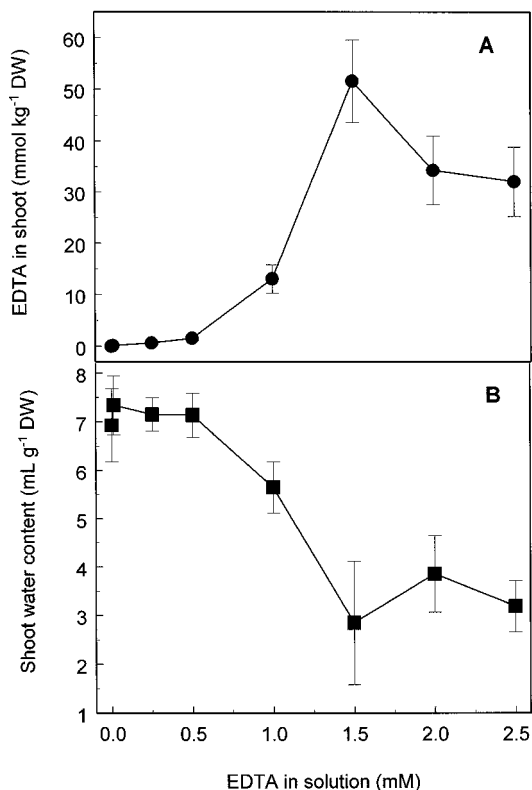 60
50
40
30
20
10
0
EDTA in shoot (mmol kg⁻¹ DW)
A
8
7
6
5
4
3
2
1
Shoot water content (mL g⁻¹ DW)
B
0.0 0.5 1.0 1.5 2.0 2.5
EDTA in solution (mM)